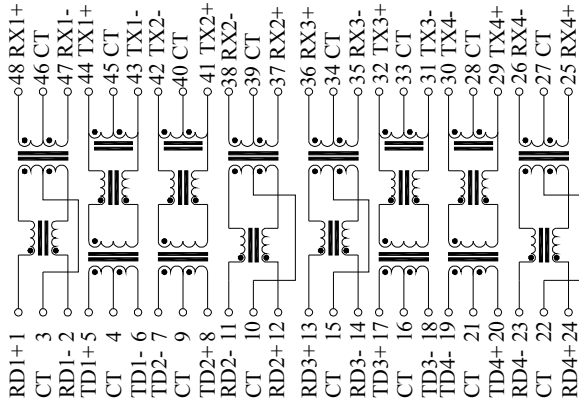 48 RX1+
46 CT
47 RX1-
44 TX1+
45 CT
43 TX1-
42 TX2-
40 CT
41 TX2+
38 RX2-
39 CT
37 RX2+
36 RX3+
34 CT
35 RX3-
32 TX3+
33 CT
31 TX3-
30 TX4-
28 CT
29 TX4+
26 RX4-
27 CT
25 RX4+
RD1+ 1
CT 3
RD1- 2
TD1+ 5
CT 4
TD1- 6
TD2- 7
CT 9
TD2+ 8
RD2- 11
CT 10
RD2+ 12
RD3+ 13
CT 15
RD3- 14
TD3+ 17
CT 16
TD3- 18
TD4- 19
CT 21
TD4+ 20
RD4- 23
CT 22
RD4+ 24